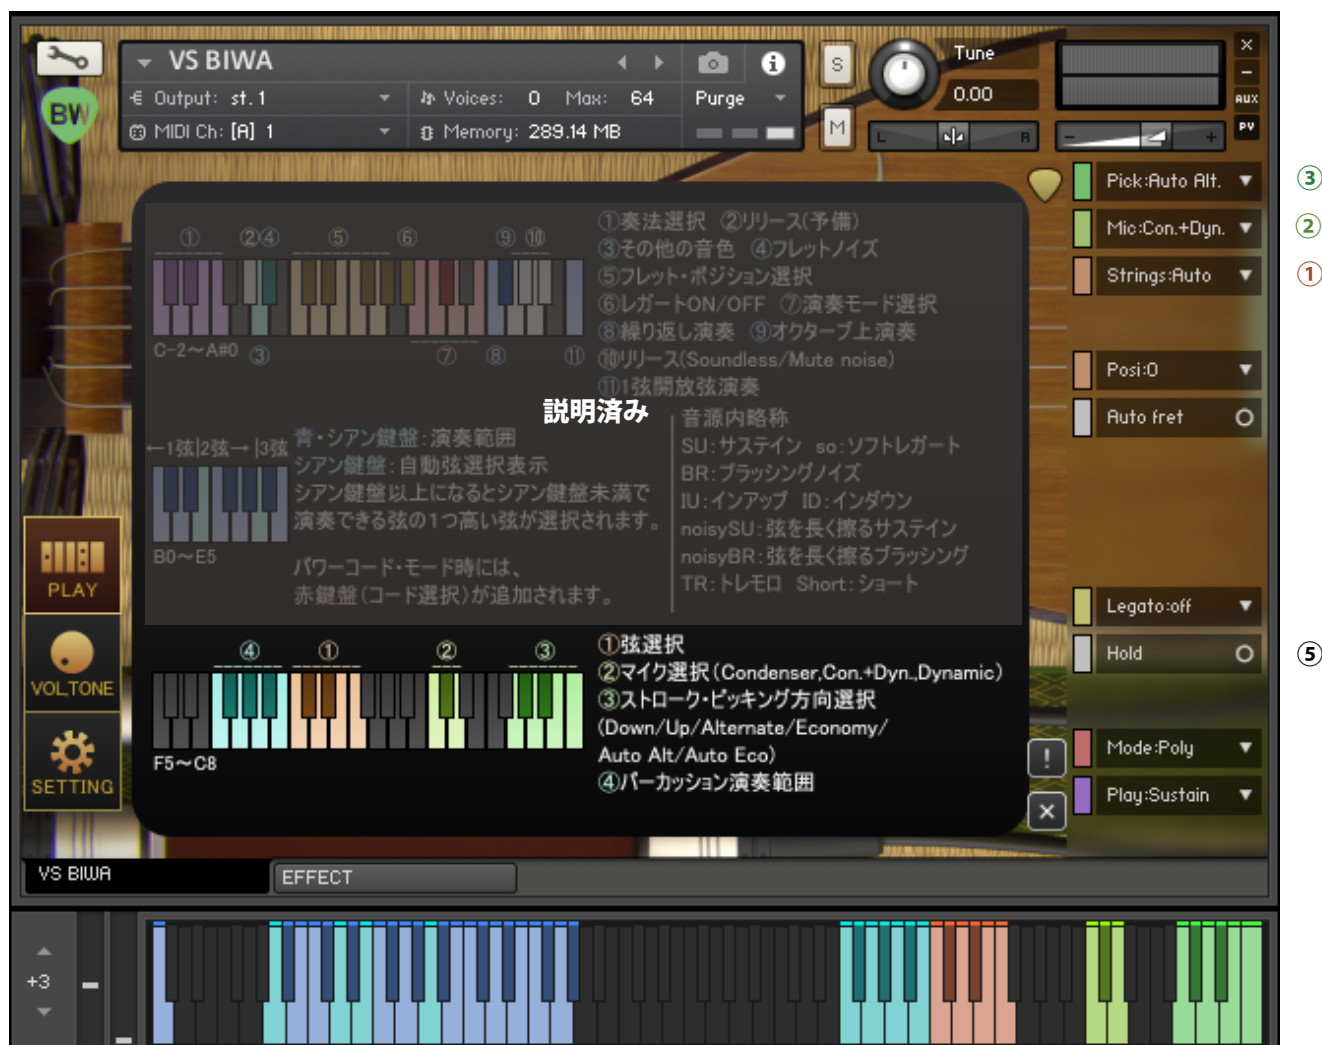 VS BIWA
Output: st.1
Voices: 0 Max: 64
Purge
MIDI Ch: [A] 1
Memory: 289.14 MB
S
M
Tune
0.00
L
R
-
+
×
-
AUX
PV
BW
Pick:Auto Alt.
③
Mic:Con.+Dyn.
②
Strings:Auto
①
Posi:0
Auto fret
Legato:off
Hold
⑤
Mode:Poly
Play:Sustain
!
×
PLAY
VOL,TONE
SETTING
① ②④ ⑤ ⑥ ⑨ ⑩
C-2～A#0 ③ ⑦ ⑧ ⑪
①奏法選択 ②リリース(予備)
③その他の音色 ④フレットノイズ
⑤フレット・ポジション選択
⑥レガートON/OFF ⑦演奏モード選択
⑧繰り返し演奏 ⑨オクターブ上演奏
⑩リリース(Soundless/Mute noise)
⑪1弦開放弦演奏
説明済み
←1弦|2弦→|3弦
B0～E5
青・シアン鍵盤:演奏範囲
シアン鍵盤:自動弦選択表示
シアン鍵盤以上になるとシアン鍵盤未満で
演奏できる弦の1つ高い弦が選択されます。
パワーコード・モード時には、
赤鍵盤(コード選択)が追加されます。
音源内略称
SU:サステイン so:ソフトレガート
BR:ブラッシングノイズ
IU:インアップ ID:インダウン
noisySU:弦を長く擦るサステイン
noisyBR:弦を長く擦るブラッシング
TR:トレモロ Short:ショート
④ ① ② ③
F5～C8
①弦選択
②マイク選択(Condenser,Con.+Dyn.,Dynamic)
③ストローク・ピッキング方向選択
(Down/Up/Alternate/Economy/
Auto Alt/Auto Eco)
④パーカッション演奏範囲
VS BIWA
EFFECT
+3